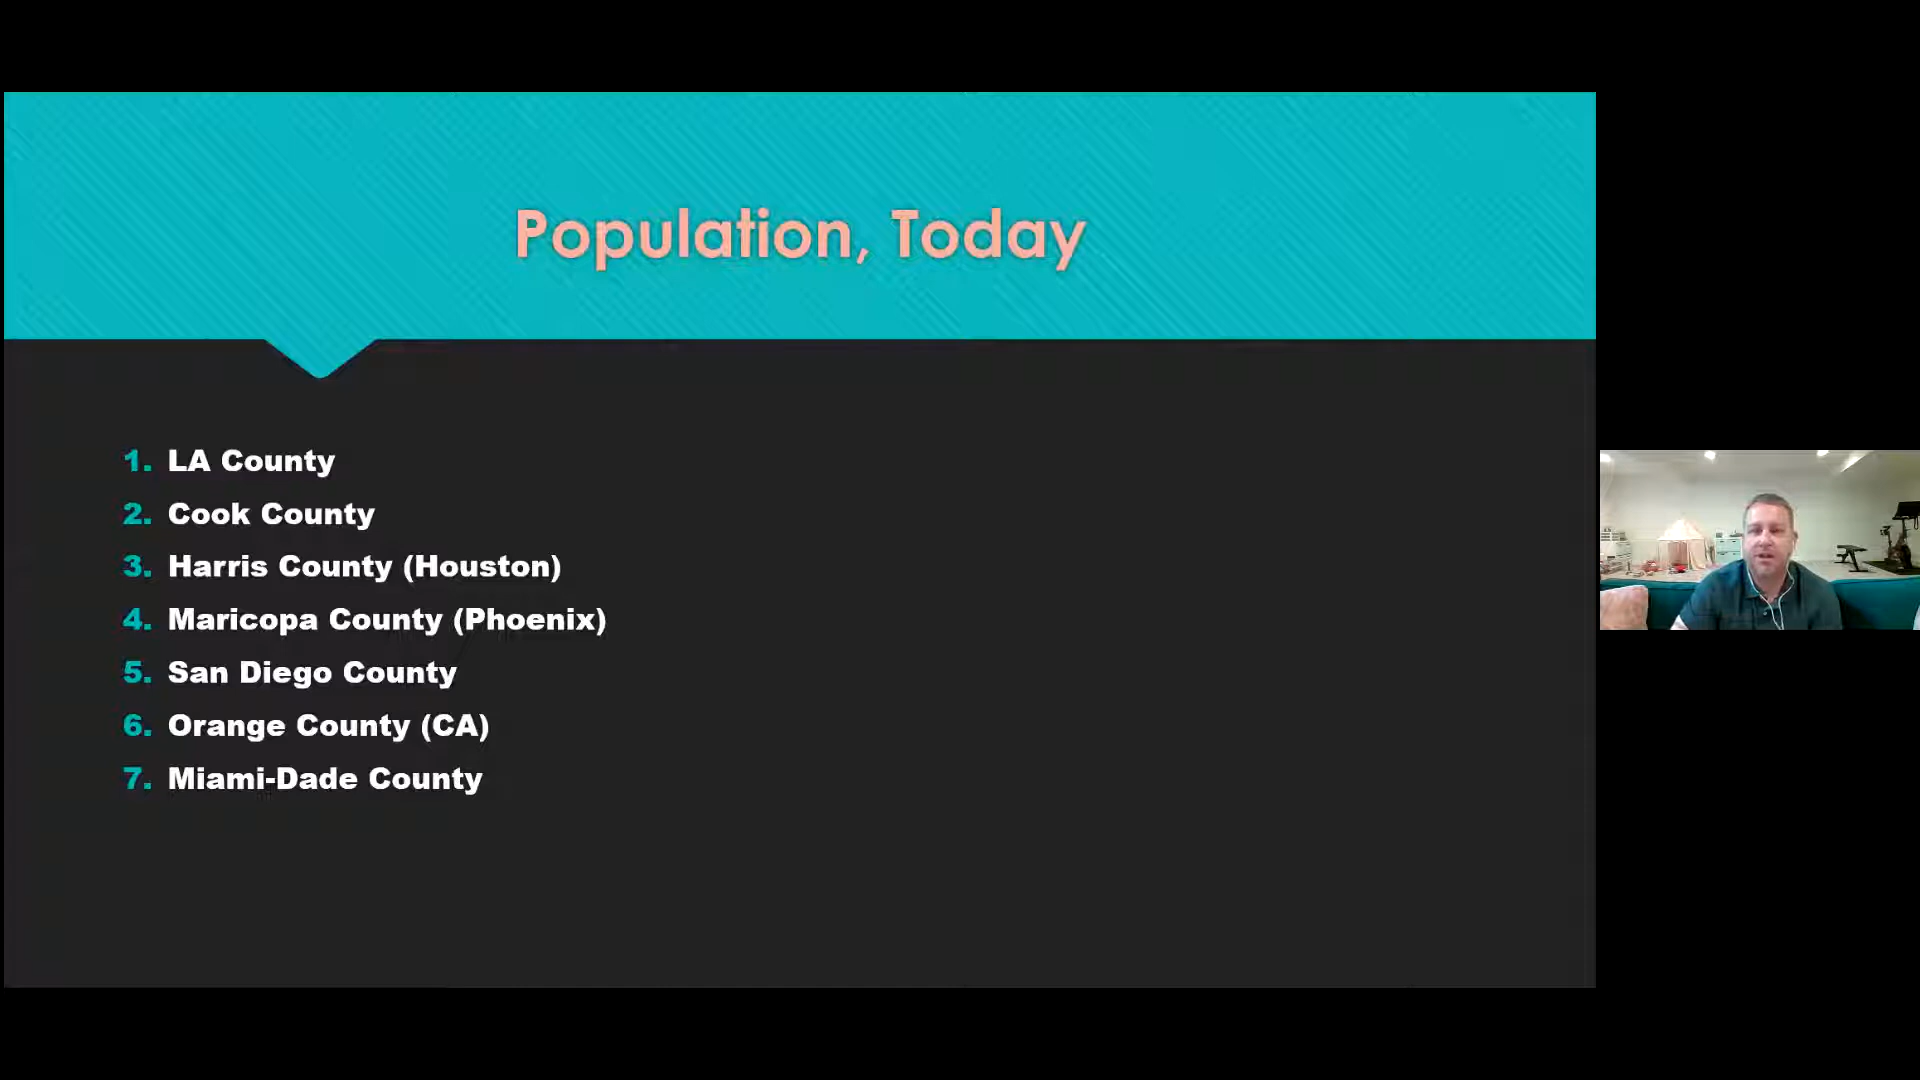 Population, Today
1. LA County
2. Cook County
3. Harris County (Houston)
4. Maricopa County (Phoenix)
5. San Diego County
6. Orange County (CA)
7. Miami-Dade County